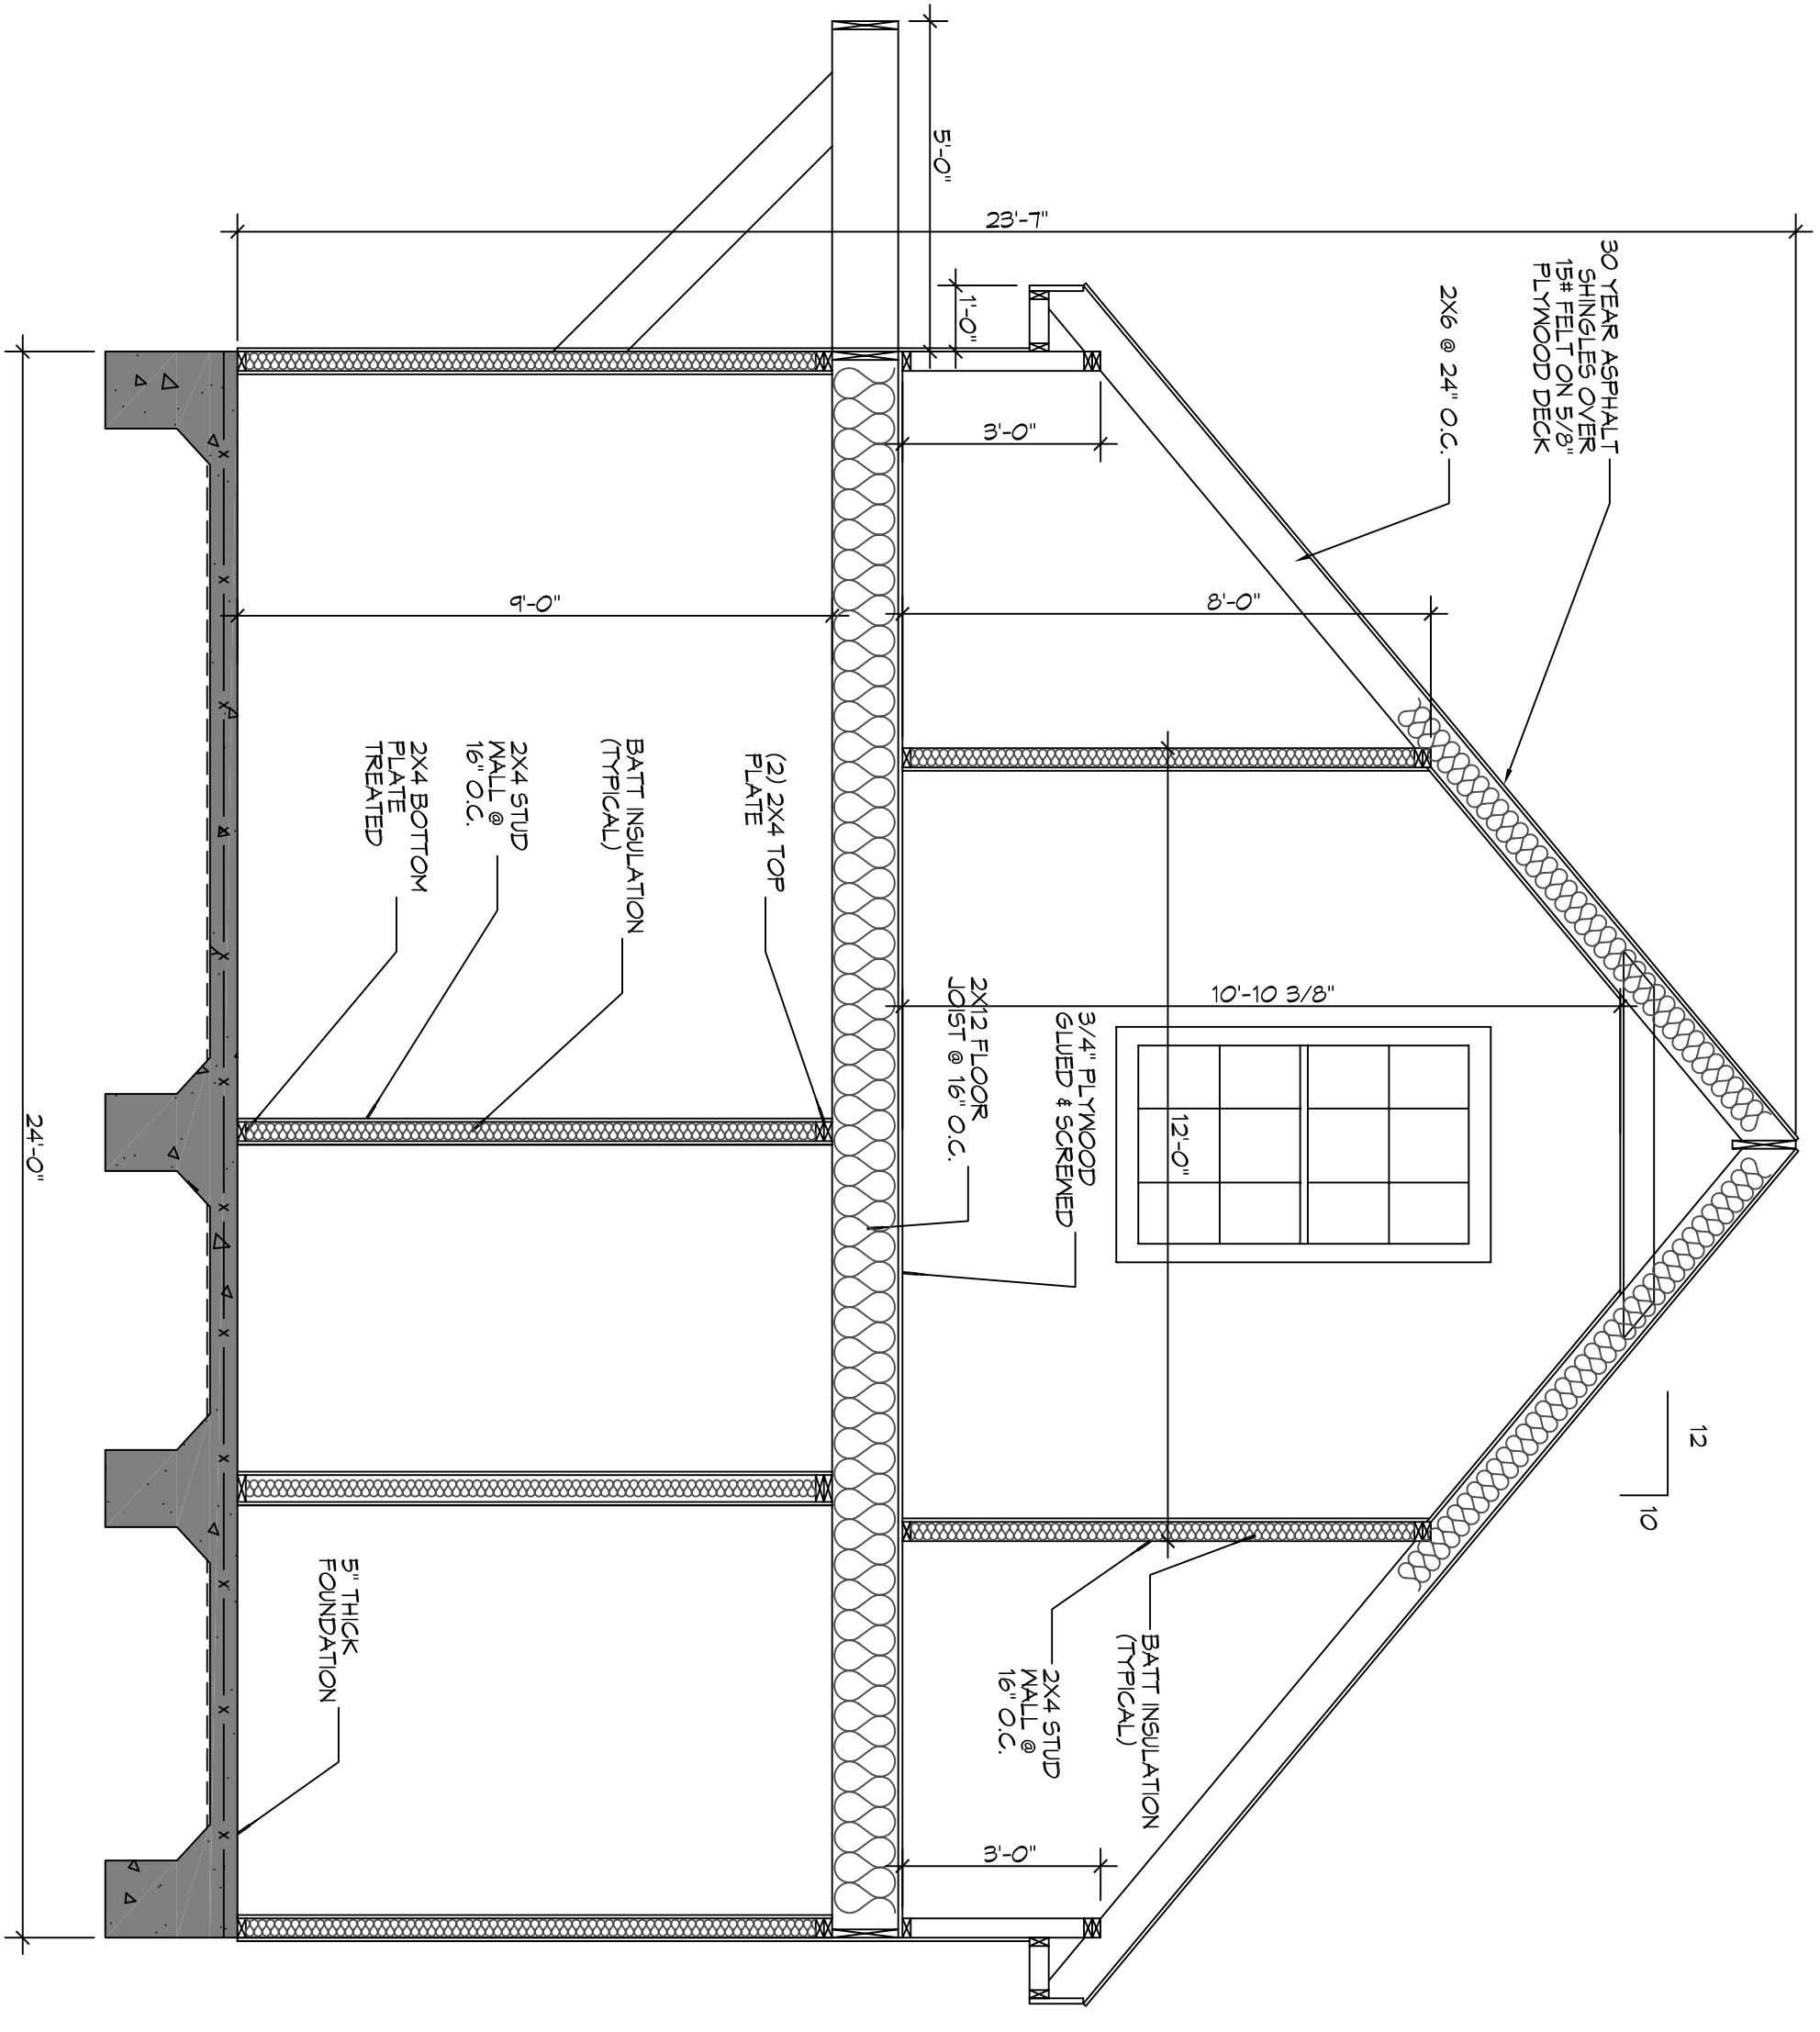 30 YEAR ASPHALT
SHINGLES OVER
15# FELT ON 5/8"
PLYWOOD DECK
12
10
2X6 @ 24" O.C.
8'-0"
10'-10 3/8"
12'-0"
BATT INSULATION
(TYPICAL)
3/4" PLYWOOD
GLUED & SCREWED
2X4 STUD
WALL @
16" O.C.
23'-7"
3'-0"
3'-0"
1'-0"
5'-0"
2X12 FLOOR
JOIST @ 16" O.C.
(2) 2X4 TOP
PLATE
BATT INSULATION
(TYPICAL)
9'-0"
2X4 STUD
WALL @
16" O.C.
2X4 BOTTOM
PLATE
TREATED
5" THICK
FOUNDATION
24'-0"